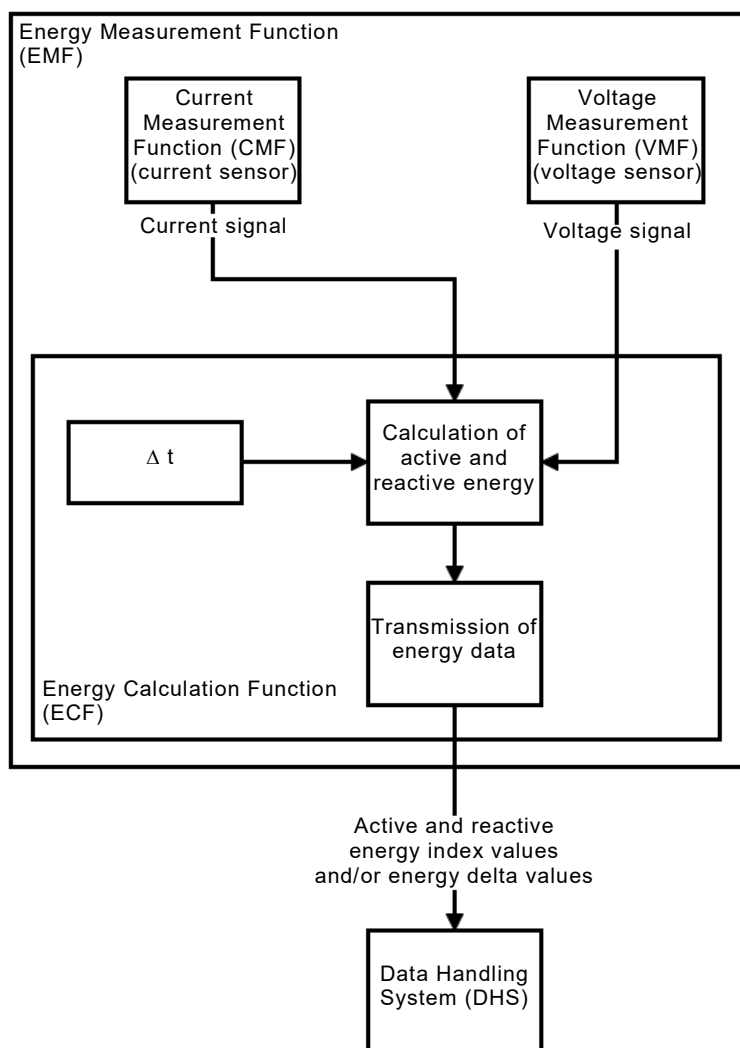 Energy Measurement Function
(EMF)
Current
Measurement
Function (CMF)
(current sensor)
Voltage
Measurement
Function (VMF)
(voltage sensor)
Current signal
Voltage signal
Δ t
Calculation of
active and
reactive energy
Transmission of
energy data
Energy Calculation Function
(ECF)
Active and reactive
energy index values
and/or energy delta values
Data Handling
System (DHS)